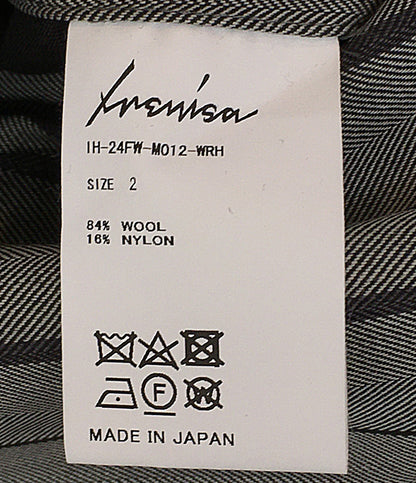 IH-24FW-M012-WRH
SIZE 2
84% WOOL
16% NYLON
F
W
MADE IN JAPAN